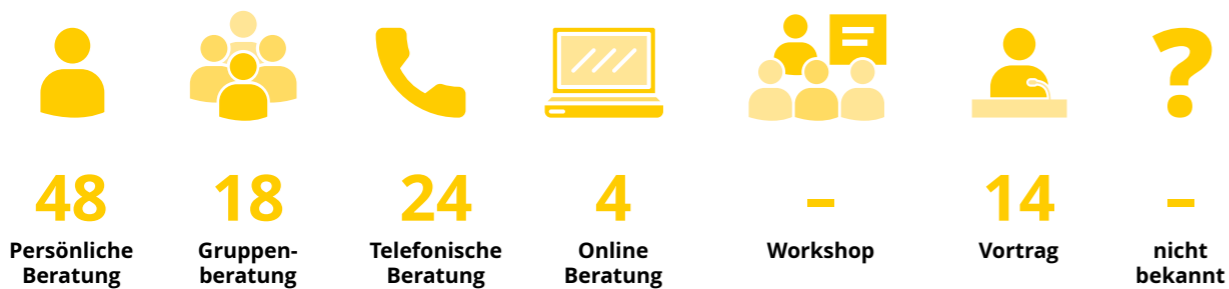 48
Persönliche
Beratung
18
Gruppen-
beratung
24
Telefonische
Beratung
4
Online
Beratung
–
Workshop
14
Vortrag
?
–
nicht
bekannt